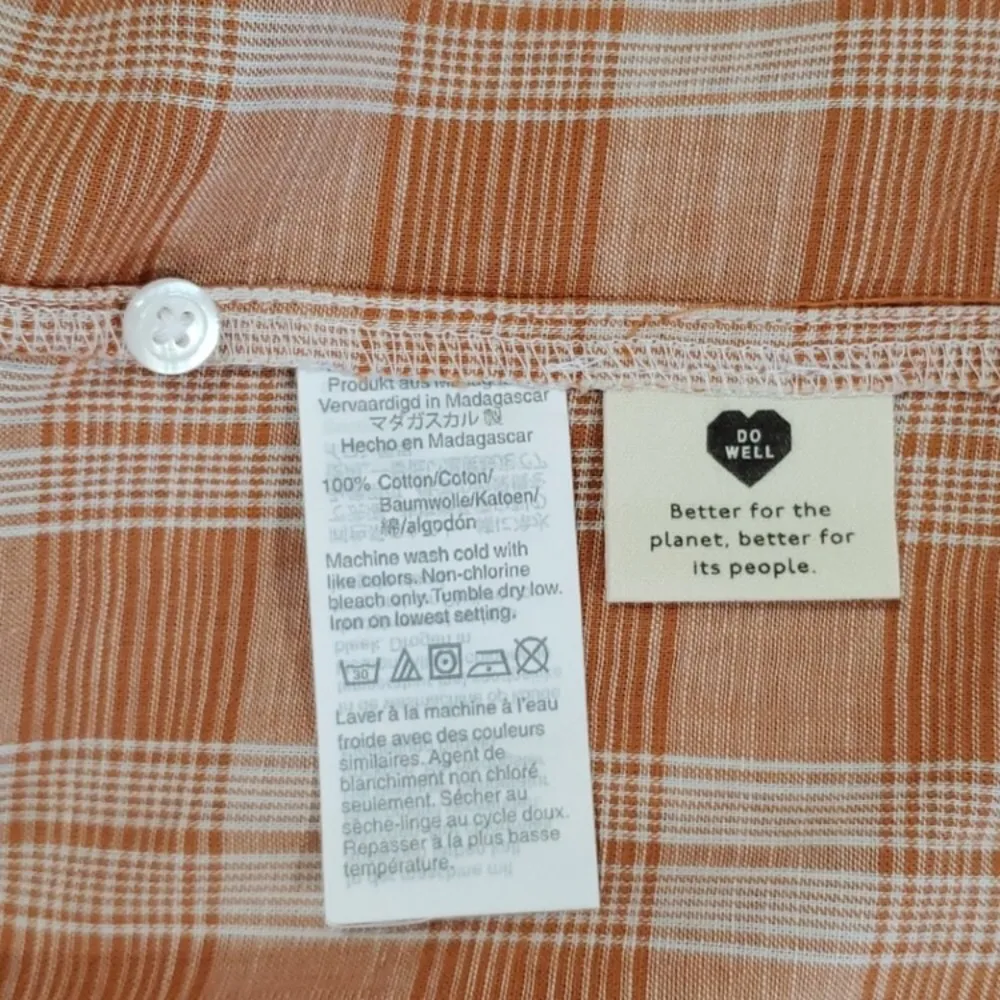 Produkt aus
Vervaardigd in Madagascar
マダガスカル 製
Hecho en Madagascar
100% Cotton/Coton/
Baumwolle/Katoen/
綿/algodón
Machine wash cold with
like colors. Non-chlorine
bleach only. Tumble dry low.
Iron on lowest setting.
30
Laver à la machine à l'eau
froide avec des couleurs
similaires. Agent de
blanchiment non chloré
seulement. Sécher au
sèche-linge au cycle doux.
Repasser à la plus basse
température.
DO
WELL
Better for the
planet, better for
its people.